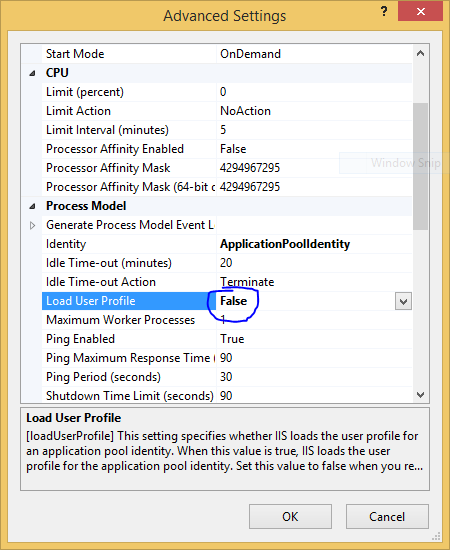 Advanced Settings
?
Start Mode OnDemand
CPU
Limit (percent) 0
Limit Action NoAction
Limit Interval (minutes) 5
Processor Affinity Enabled False
Processor Affinity Mask 4294967295
Processor Affinity Mask (64-bit o 4294967295
Window Snip
Process Model
Generate Process Model Event L
Identity ApplicationPoolIdentity
Idle Time-out (minutes) 20
Idle Time-out Action Terminate
Load User Profile False
Maximum Worker Processes 1
Ping Enabled True
Ping Maximum Response Time ( 90
Ping Period (seconds) 30
Shutdown Time Limit (seconds) 90
Load User Profile
[loadUserProfile] This setting specifies whether IIS loads the user profile for
an application pool identity. When this value is true, IIS loads the user
profile for the application pool identity. Set this value to false when you re...
OK Cancel